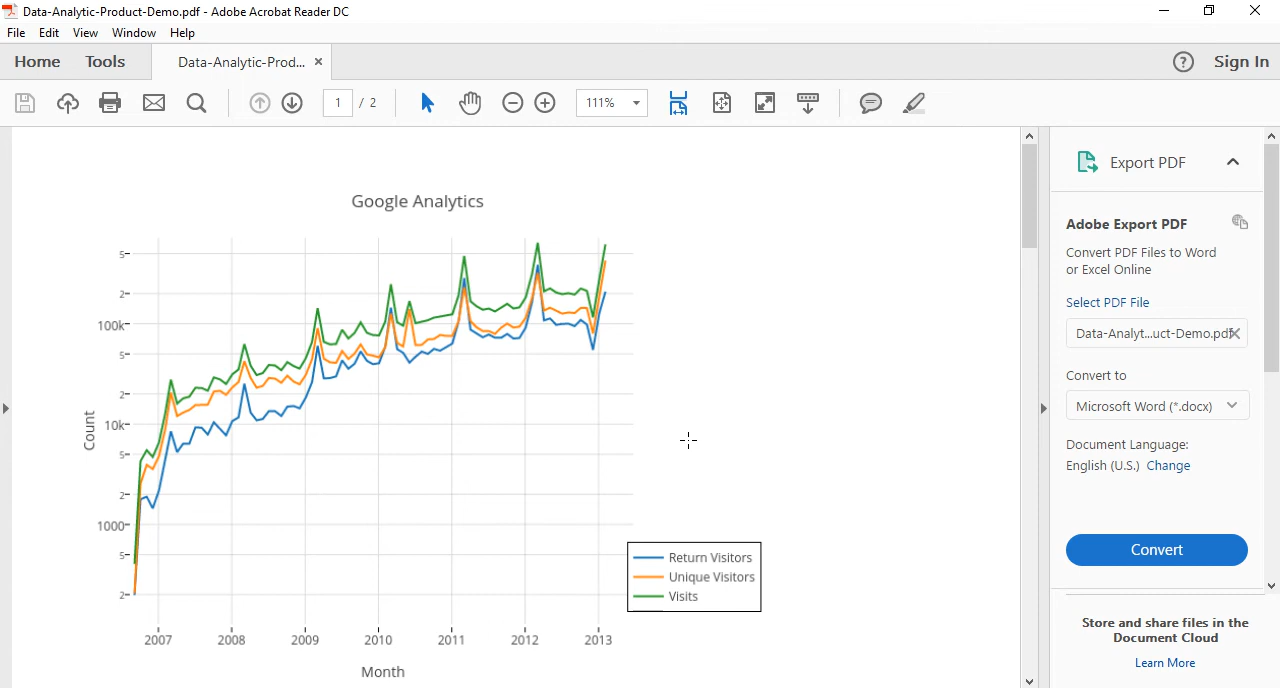 Data-Analytic-Product-Demo.pdf - Adobe Acrobat Reader DC
File Edit View Window Help
Home Tools Data-Analytic-Prod... × ? Sign In
1 / 2 111%
Export PDF
Adobe Export PDF
Convert PDF Files to Word
or Excel Online
Select PDF File
Data-Analyt...uct-Demo.pdf
Convert to
Microsoft Word (*.docx)
Document Language:
English (U.S.) Change
Convert
Store and share files in the
Document Cloud
Learn More
Google Analytics
Count
5
2
100k
5
2
10k
5
2
1000
5
2
Return Visitors
Unique Visitors
Visits
2007 2008 2009 2010 2011 2012 2013
Month